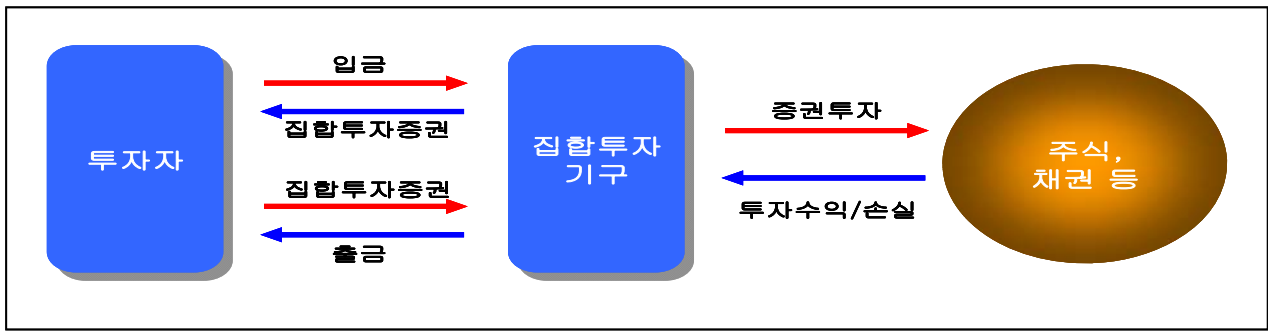 입금
집합투자증권
투자자
집합투자증권
출금
집합투자
기구
증권투자
투자수익/손실
주식,
채권 등